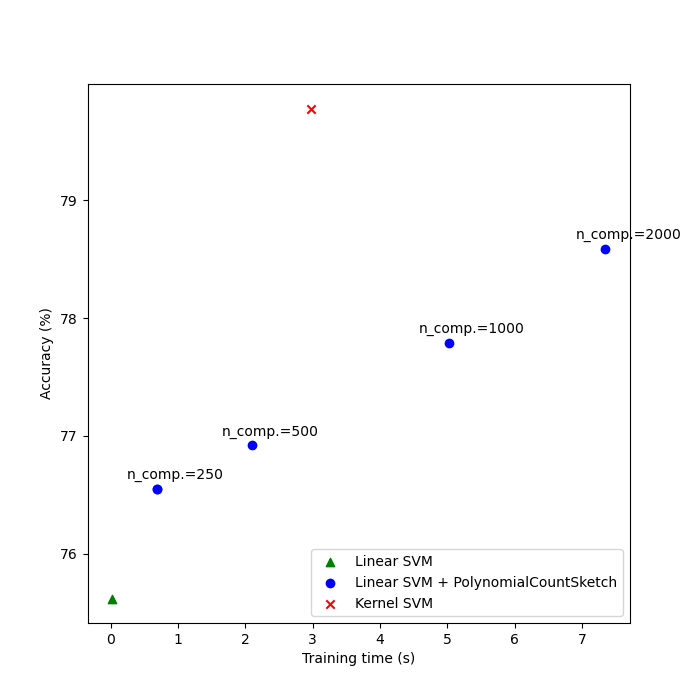 79
78
77
76
Accuracy (%)
n_comp.=2000
n_comp.=1000
n_comp.=500
n_comp.=250
Linear SVM
Linear SVM + PolynomialCountSketch
Kernel SVM
0 1 2 3 4 5 6 7
Training time (s)